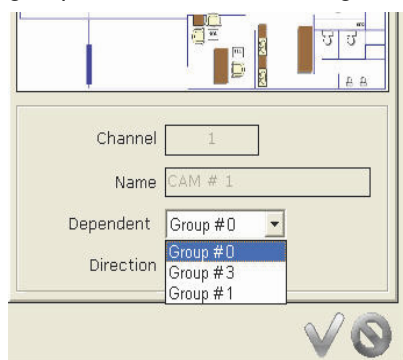 Channel 1
Name CAM # 1
Dependent Group #0
Group #0
Direction
Group #3
Group #1